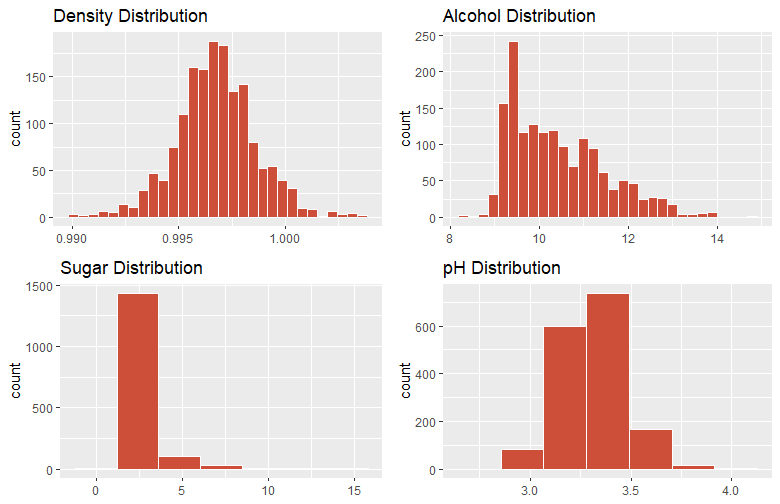 Density Distribution
count
150
100
50
0
0.990 0.995 1.000
Alcohol Distribution
count
250
200
150
100
50
0
8 10 12 14
Sugar Distribution
count
1500
1000
500
0
0 5 10 15
pH Distribution
count
600
400
200
0
3.0 3.5 4.0